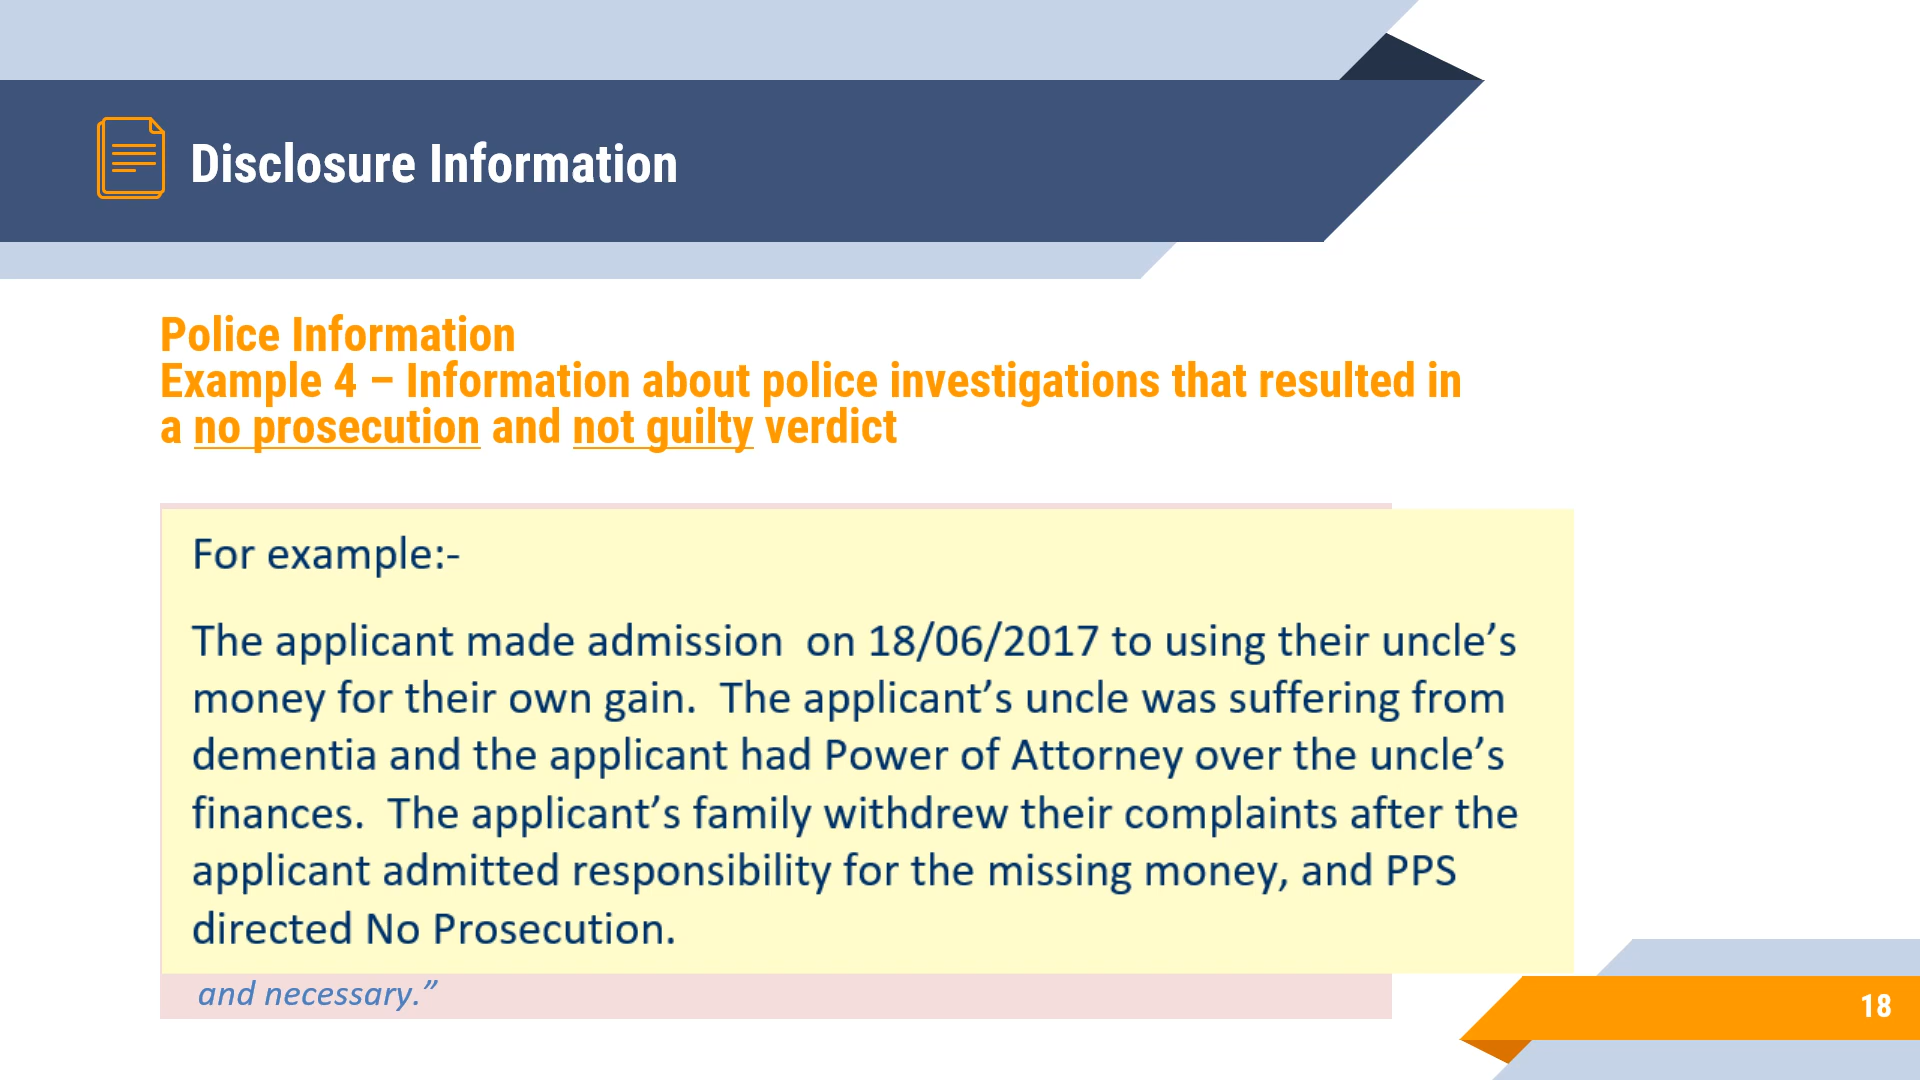 Disclosure Information
Police Information
Example 4 – Information about police investigations that resulted in
a no prosecution and not guilty verdict
For example:-
The applicant made admission  on 18/06/2017 to using their uncle’s
money for their own gain.  The applicant’s uncle was suffering from
dementia and the applicant had Power of Attorney over the uncle’s
finances.  The applicant’s family withdrew their complaints after the
applicant admitted responsibility for the missing money, and PPS
directed No Prosecution.
and necessary.”
18